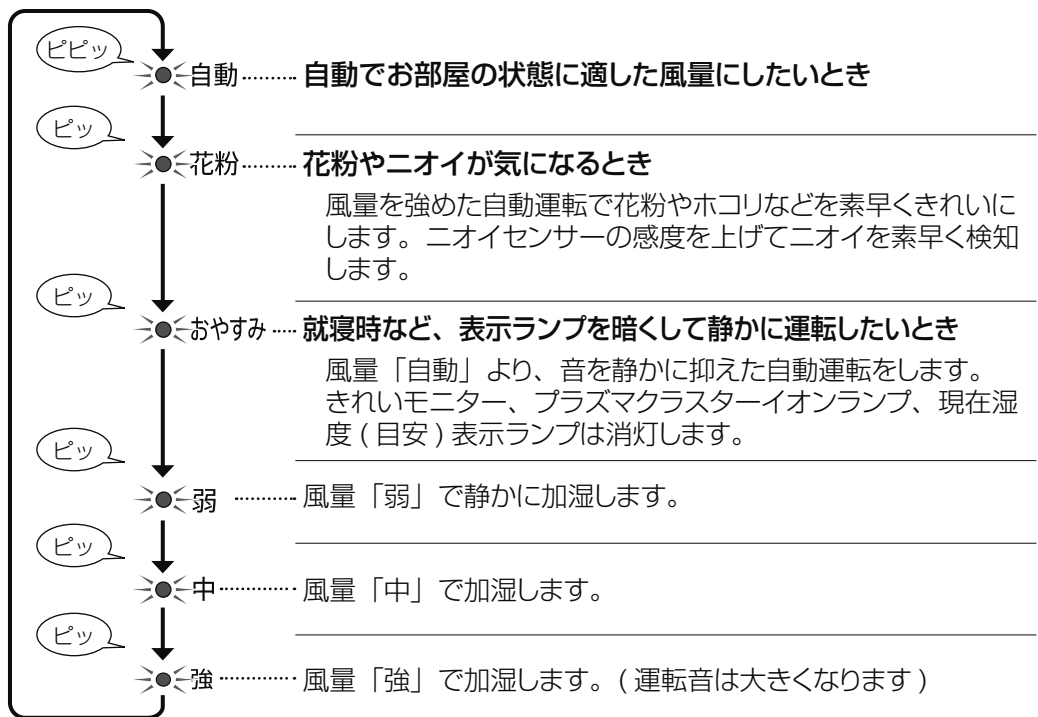 ピピッ
自動 ......... 自動でお部屋の状態に適した風量にしたいとき
ピッ
花粉 ......... 花粉やニオイが気になるとき
風量を強めた自動運転で花粉やホコリなどを素早くきれいに
します。ニオイセンサーの感度を上げてニオイを素早く検知
します。
ピッ
おやすみ ..... 就寝時など、表示ランプを暗くして静かに運転したいとき
風量「自動」より、音を静かに抑えた自動運転をします。
きれいモニター、プラズマクラスターイオンランプ、現在湿
度 ( 目安 ) 表示ランプは消灯します。
ピッ
弱 ........... 風量「弱」で静かに加湿します。
ピッ
中 ............. 風量「中」で加湿します。
ピッ
強 ............. 風量「強」で加湿します。( 運転音は大きくなります )